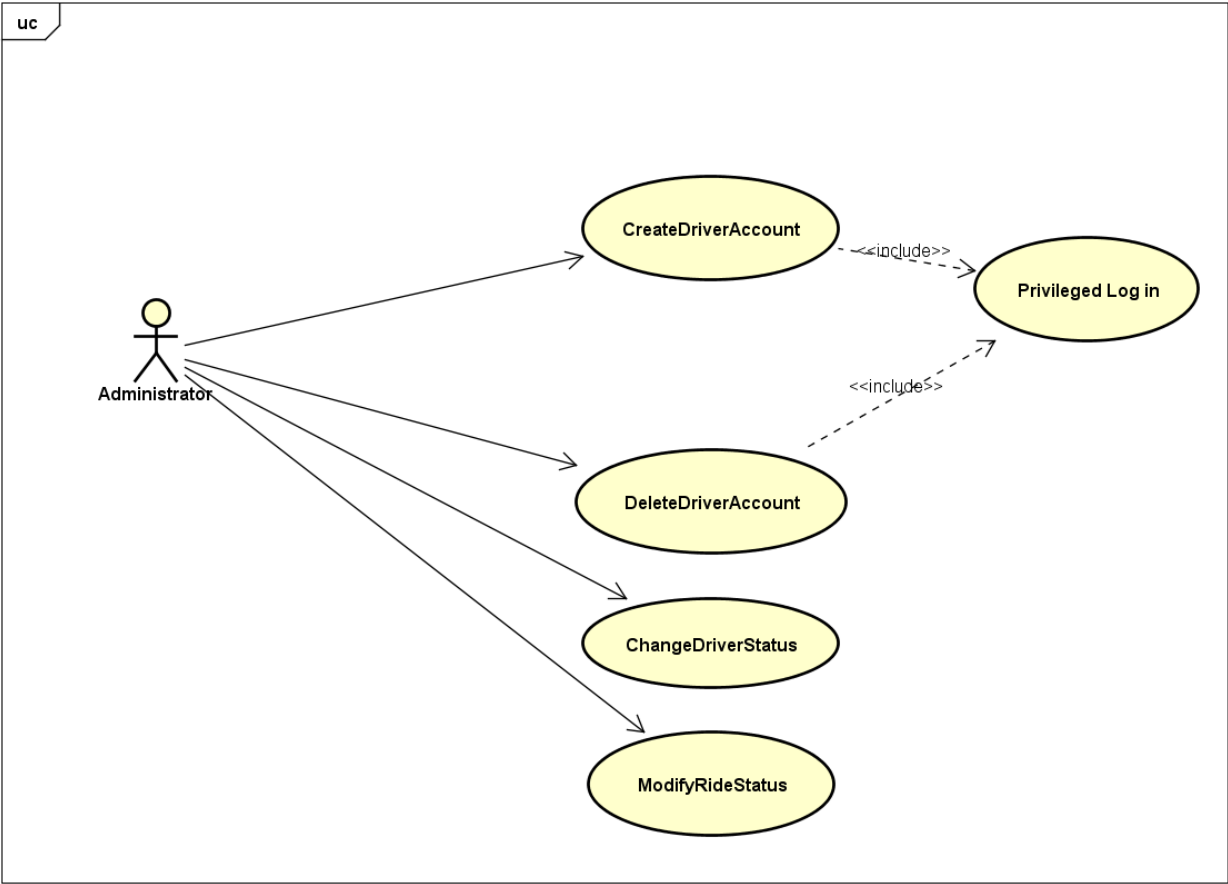 uc
CreateDriverAccount
<<include>>
Privileged Log in
Administrator
<<include>>
DeleteDriverAccount
ChangeDriverStatus
ModifyRideStatus